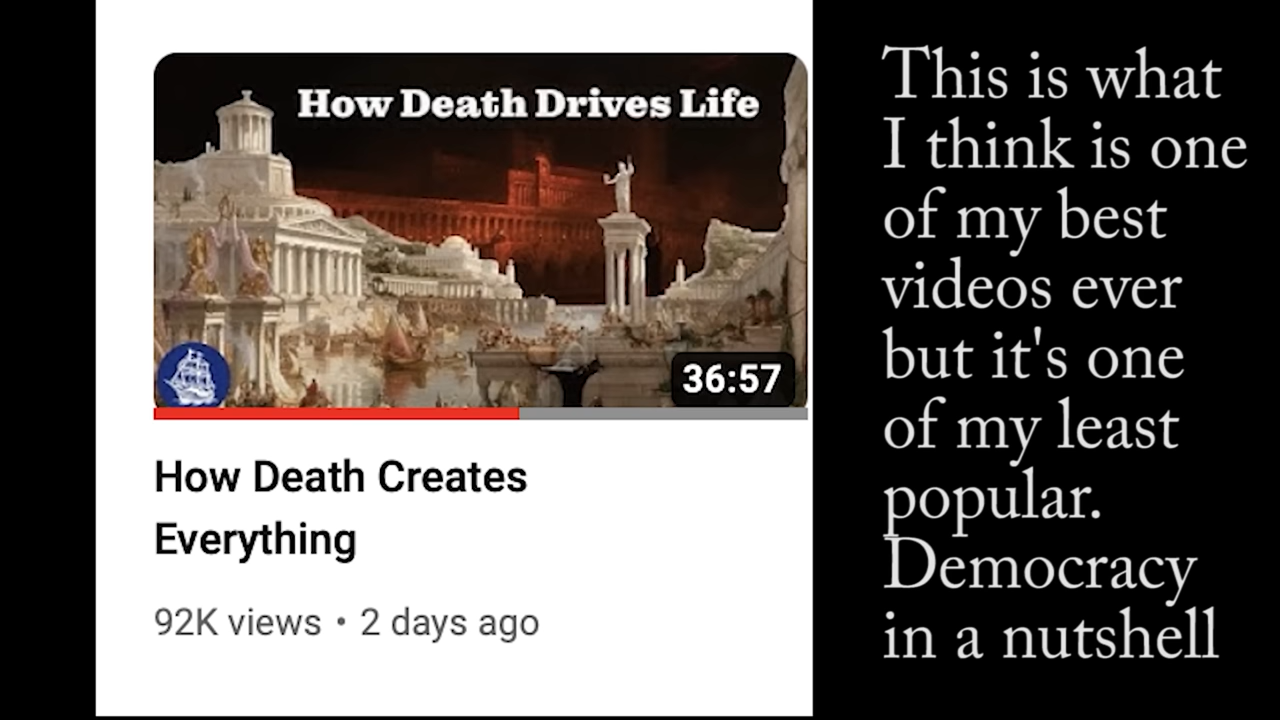 How Death Drives Life
36:57
How Death Creates
Everything
92K views • 2 days ago
This is what
I think is one
of my best
videos ever
but it's one
of my least
popular.
Democracy
in a nutshell